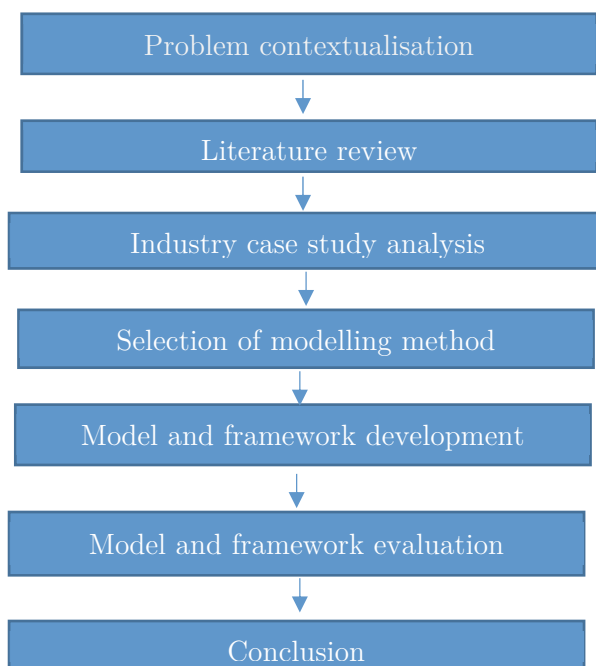 Problem contextualisation
Literature review
Industry case study analysis
Selection of modelling method
Model and framework development
Model and framework evaluation
Conclusion